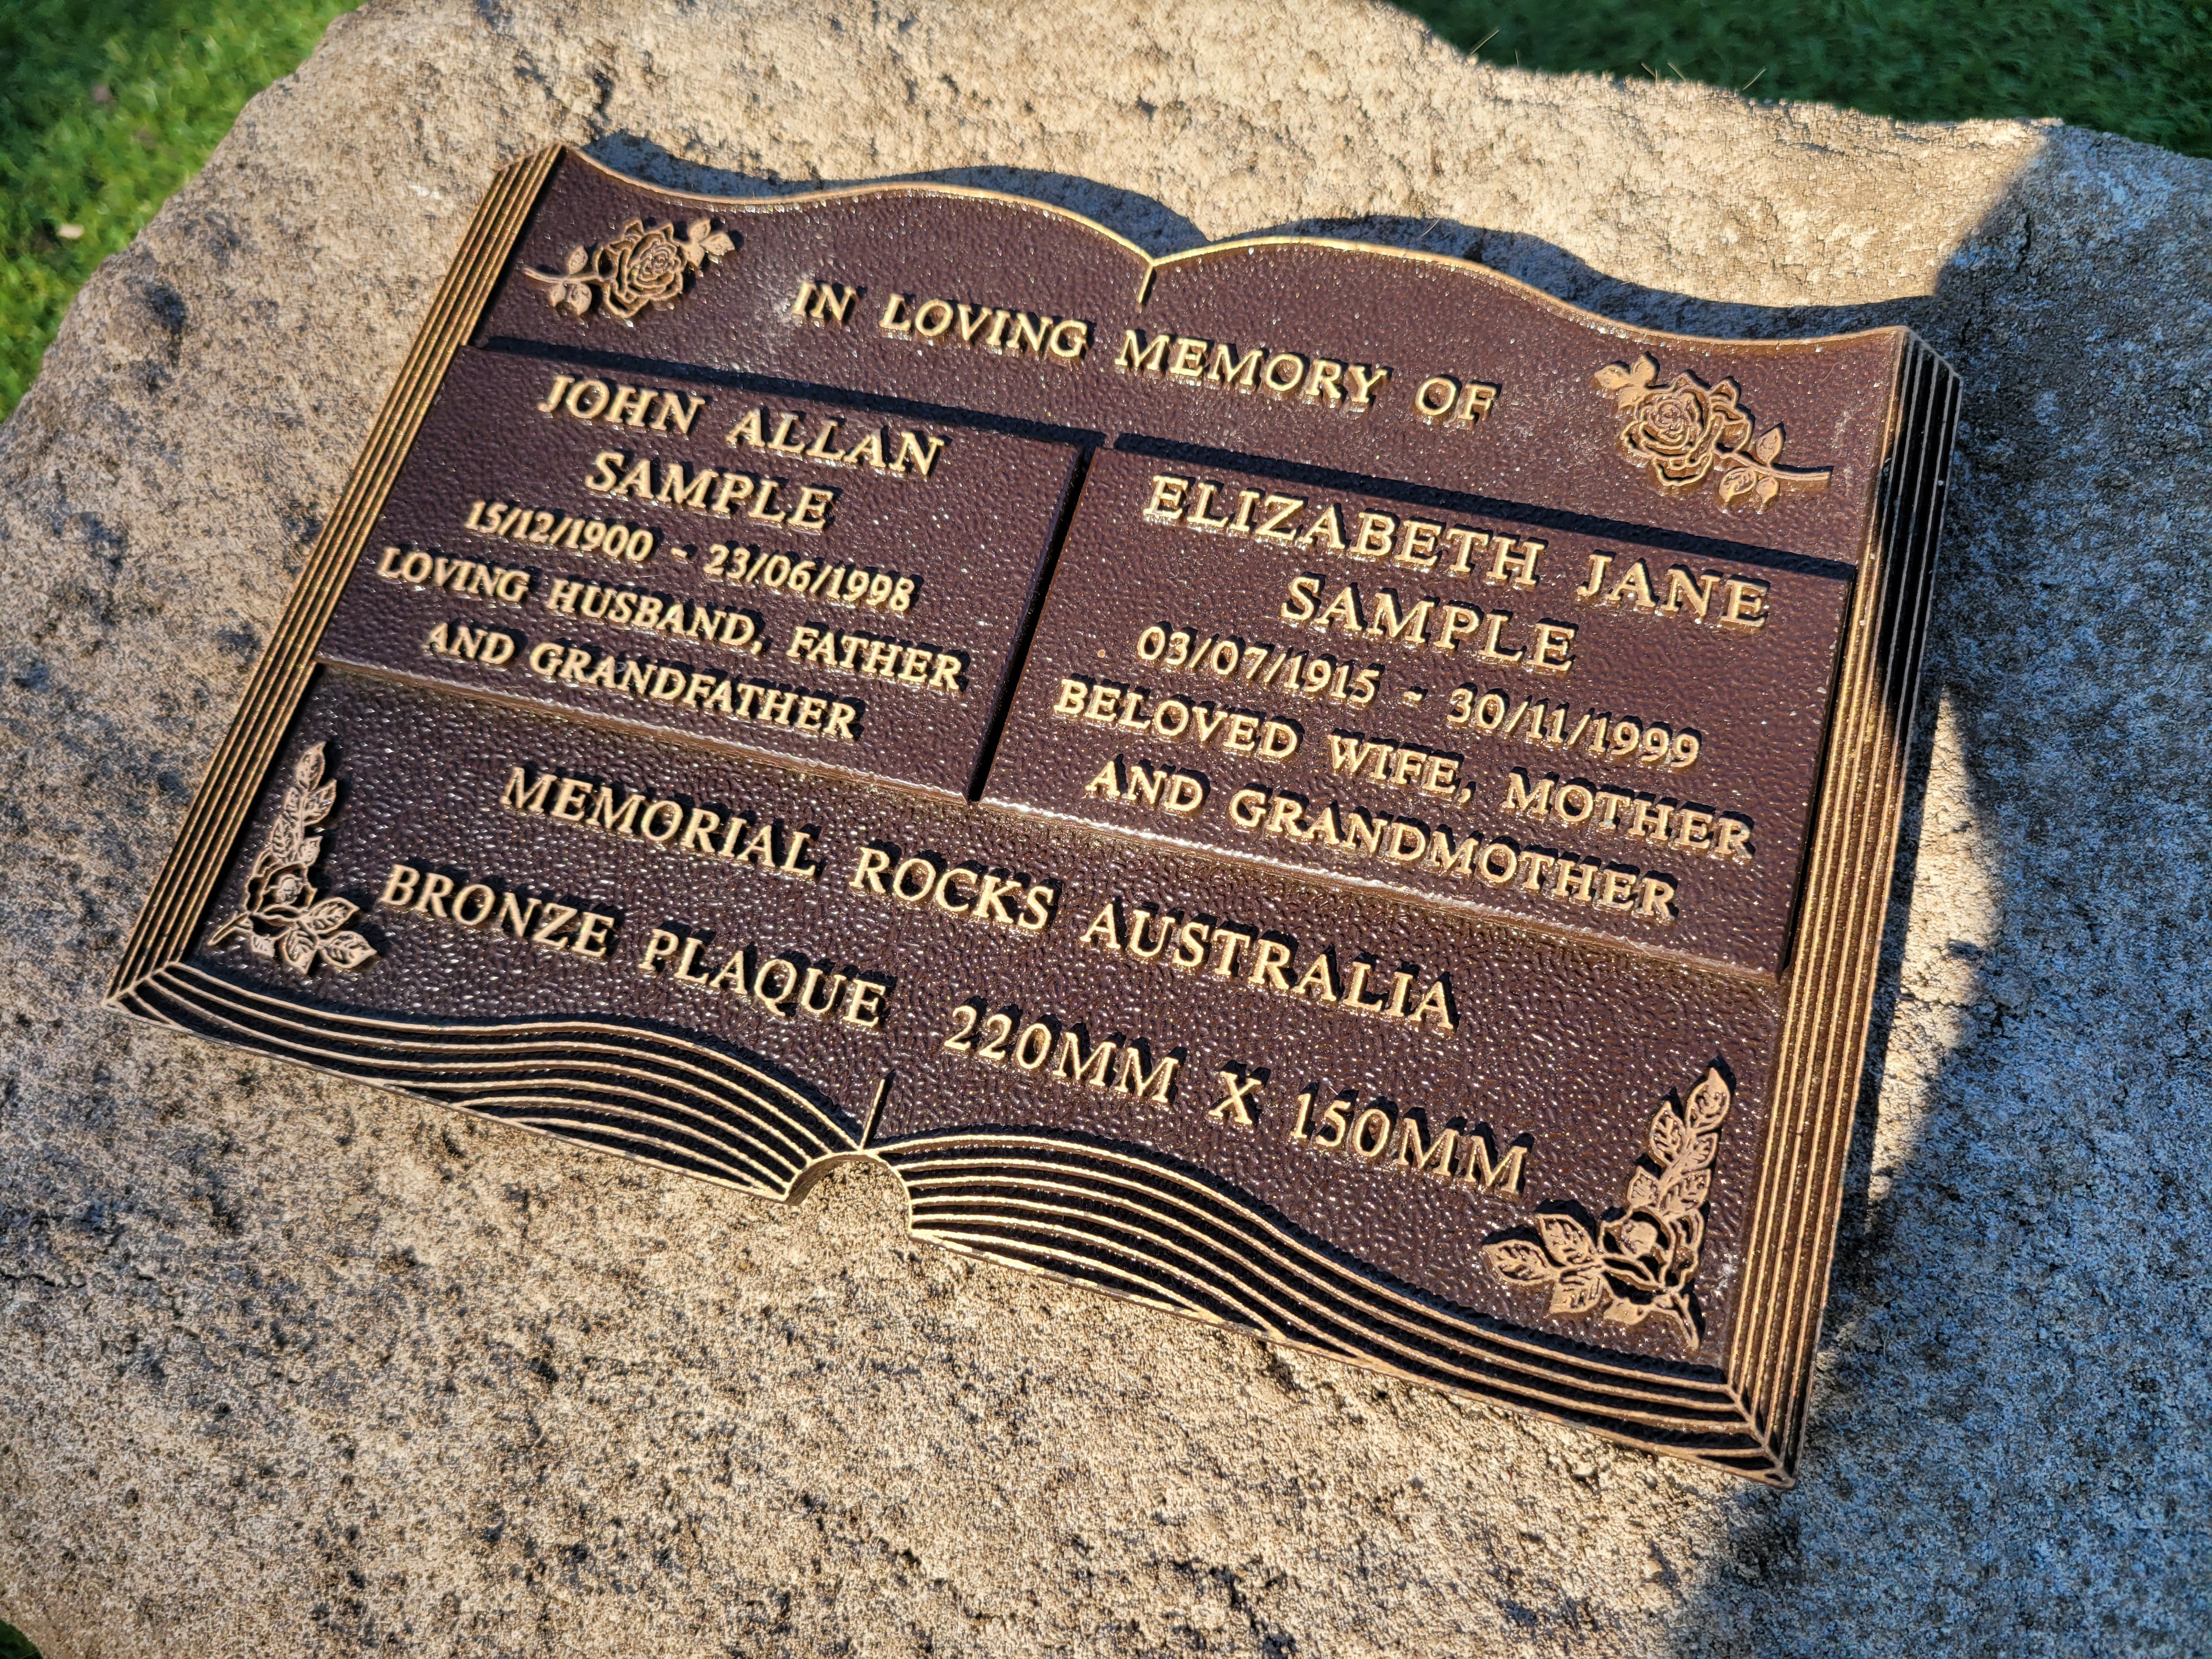 IN LOVING MEMORY OF
JOHN ALLAN
SAMPLE
15/12/1900 - 23/06/1998
LOVING HUSBAND, FATHER
AND GRANDFATHER
ELIZABETH JANE
SAMPLE
03/07/1915 - 30/11/1999
BELOVED WIFE, MOTHER
AND GRANDMOTHER
MEMORIAL ROCKS AUSTRALIA
BRONZE PLAQUE 220MM X 150MM